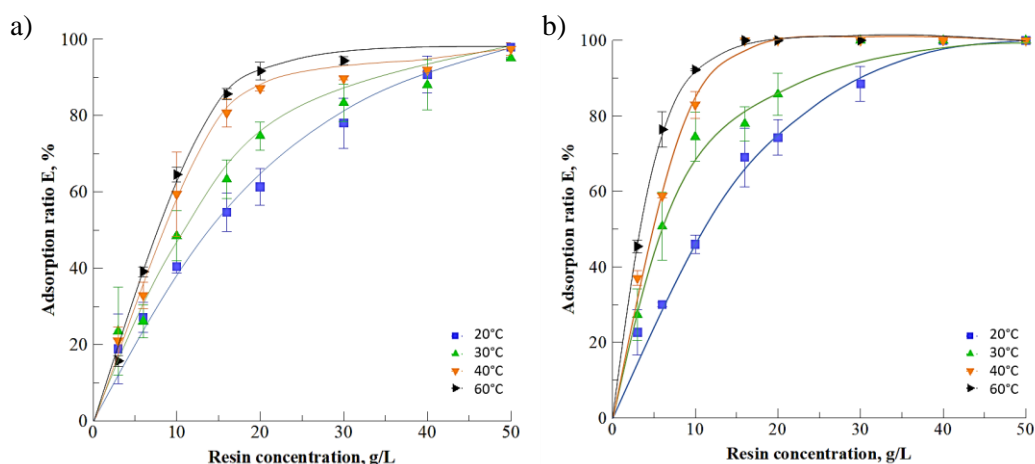 a)
100
80
60
40
20
0
Adsorption ratio E, %
0 10 20 30 40 50
Resin concentration, g/L
20°C
30°C
40°C
60°C
b)
100
80
60
40
20
0
Adsorption ratio E, %
0 10 20 30 40 50
Resin concentration, g/L
20°C
30°C
40°C
60°C